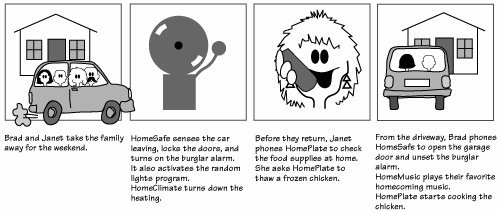 Brad and Janet take the family
away for the weekend.
HomeSafe senses the car
leaving, locks the doors, and
turns on the burglar alarm.
It also activates the random
lights program.
HomeClimate turns down the
heating.
Before they return, Janet
phones HomePlate to check
the food supplies at home.
She asks HomePlate to
thaw a frozen chicken.
From the driveway, Brad phones
HomeSafe to open the garage
door and unset the burglar
alarm.
HomeMusic plays their favorite
homecoming music.
HomePlate starts cooking the
chicken.